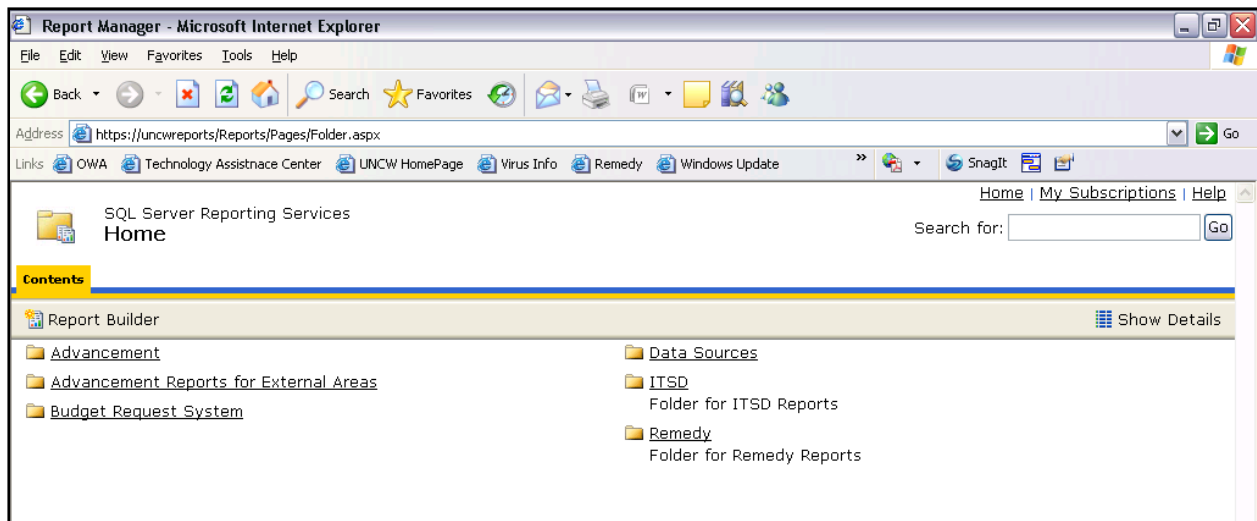 Report Manager - Microsoft Internet Explorer
File Edit View Favorites Tools Help
Back Search Favorites W
Address https://uncwreports/Reports/Pages/Folder.aspx Go
Links OWA Technology Assistnace Center UNCW HomePage Virus Info Remedy Windows Update » SnagIt
Home | My Subscriptions | Help
SQL Server Reporting Services
Home
Search for: Go
Contents
Report Builder Show Details
Advancement
Advancement Reports for External Areas
Budget Request System
Data Sources
ITSD
Folder for ITSD Reports
Remedy
Folder for Remedy Reports